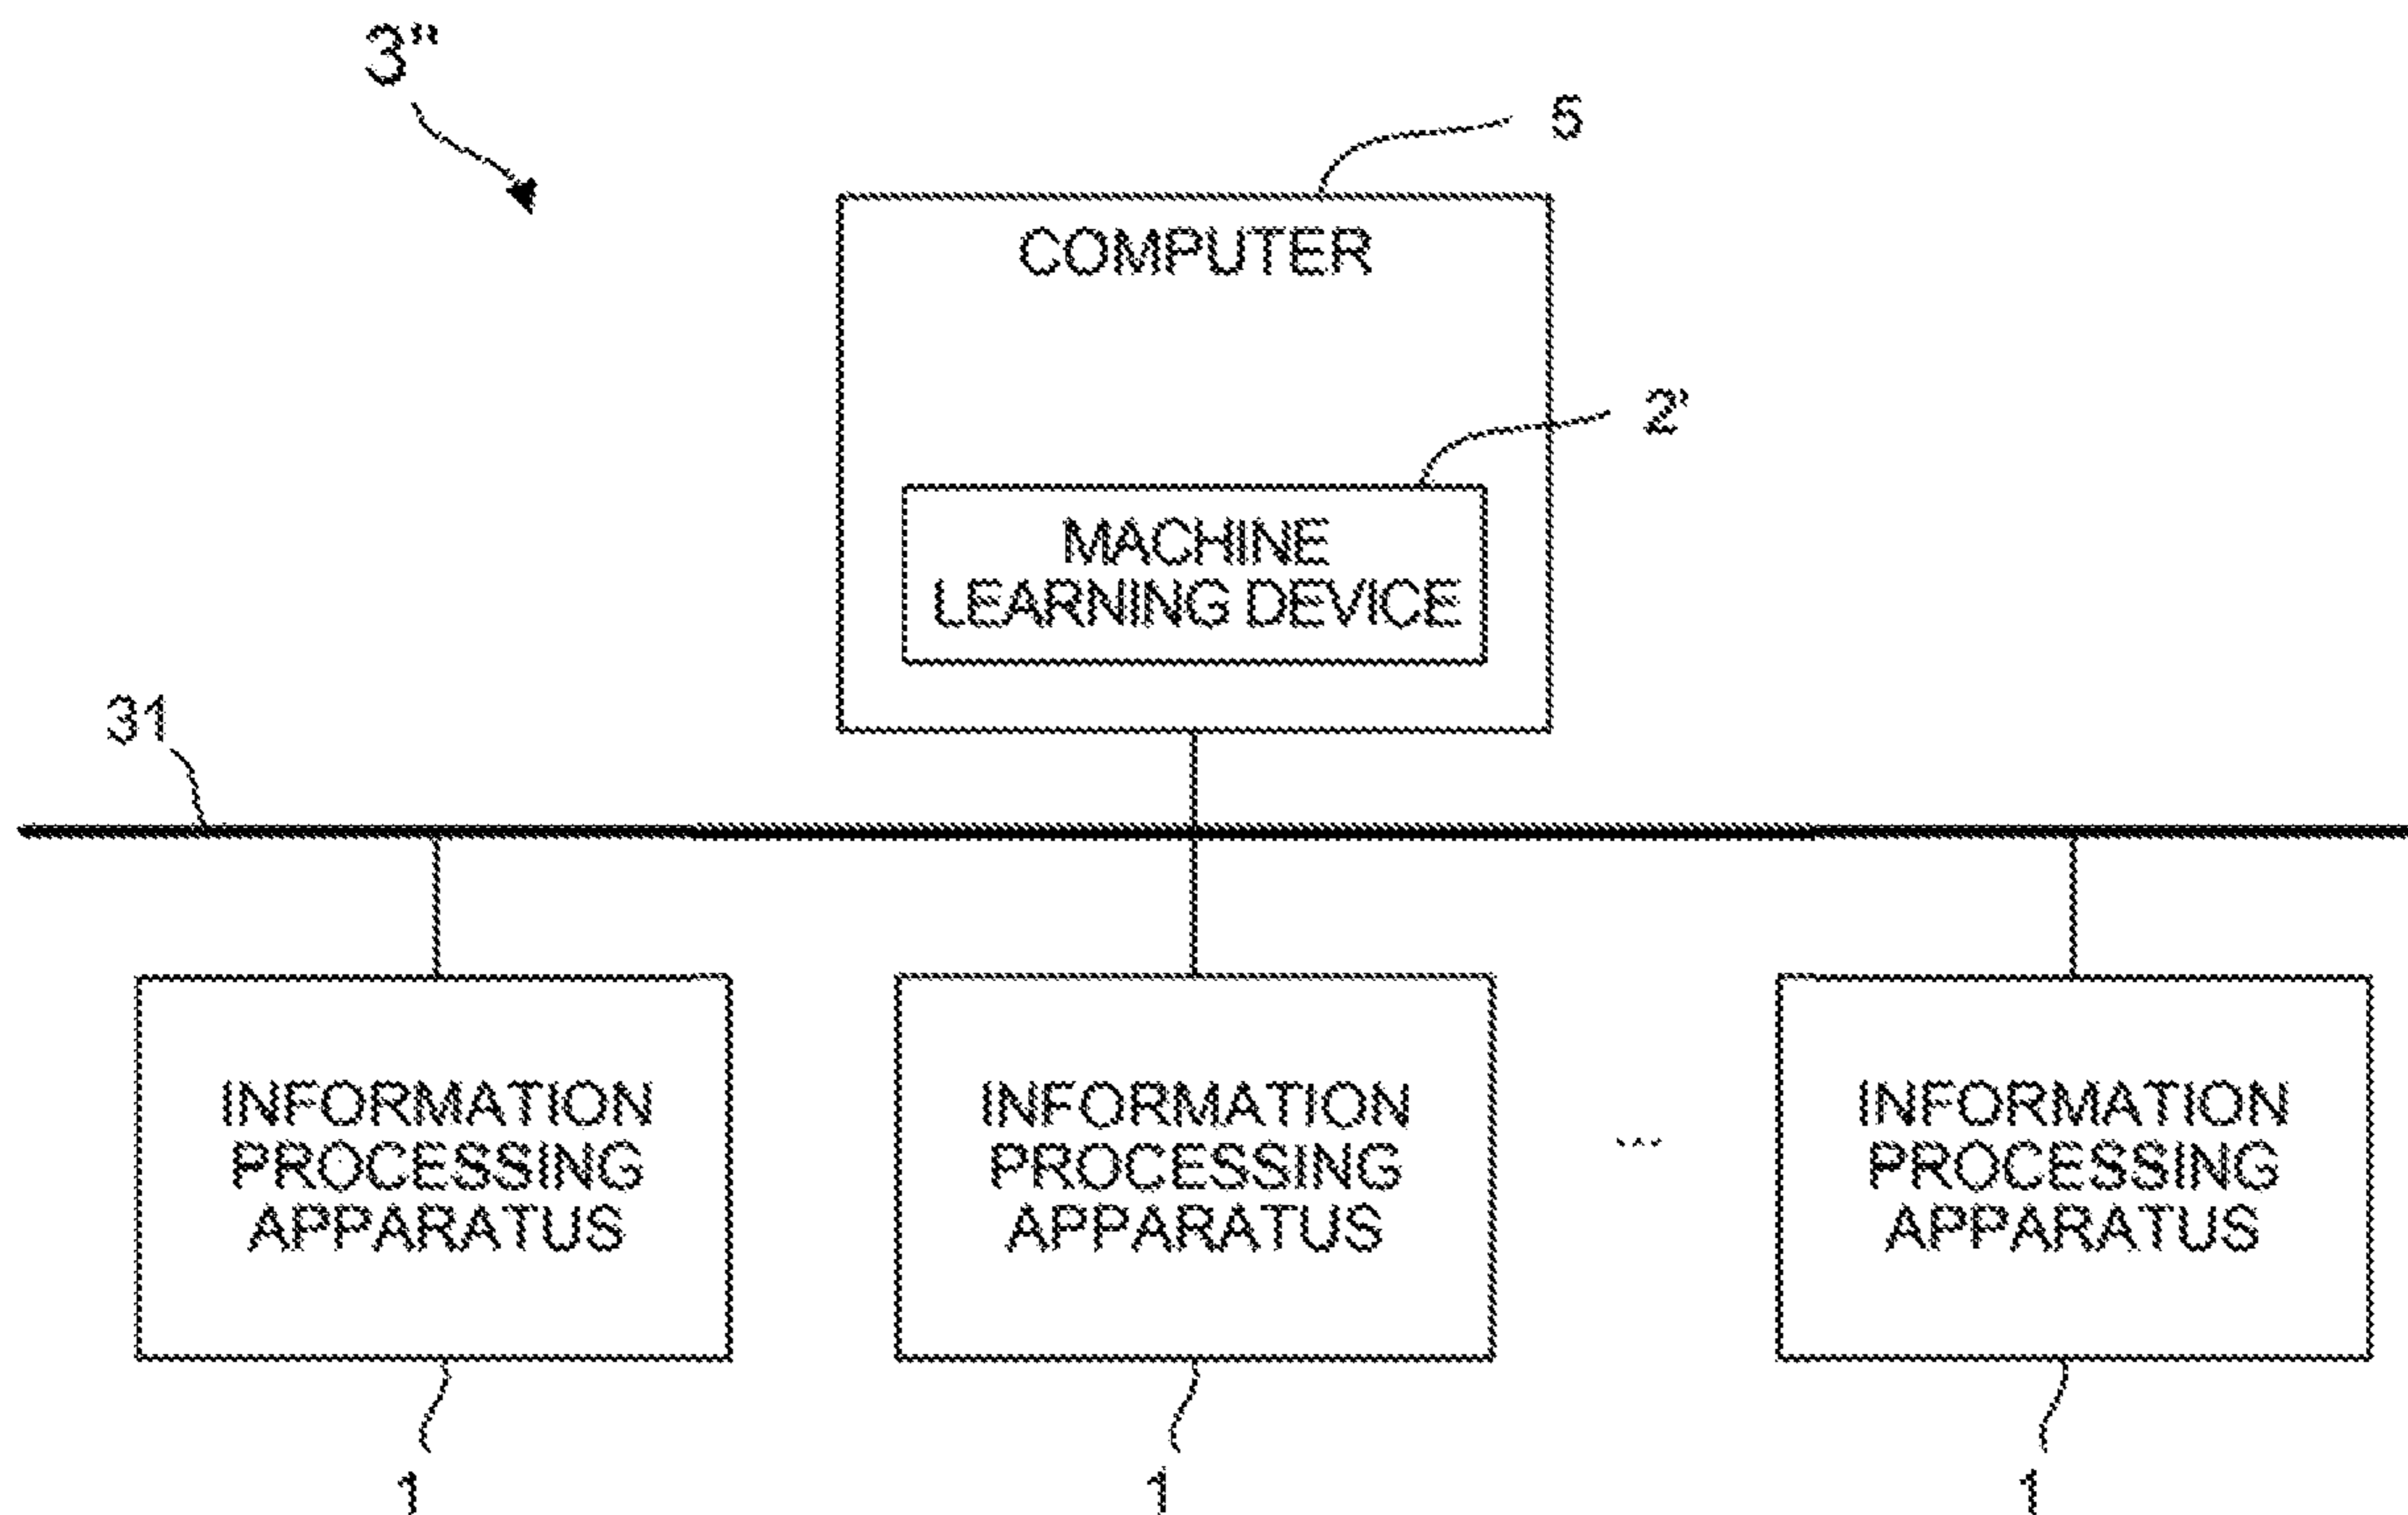 3"
5
COMPUTER
2'
MACHINE
LEARNING DEVICE
31
INFORMATION
PROCESSING
APPARATUS
INFORMATION
PROCESSING
APPARATUS
...
INFORMATION
PROCESSING
APPARATUS
1
1
1